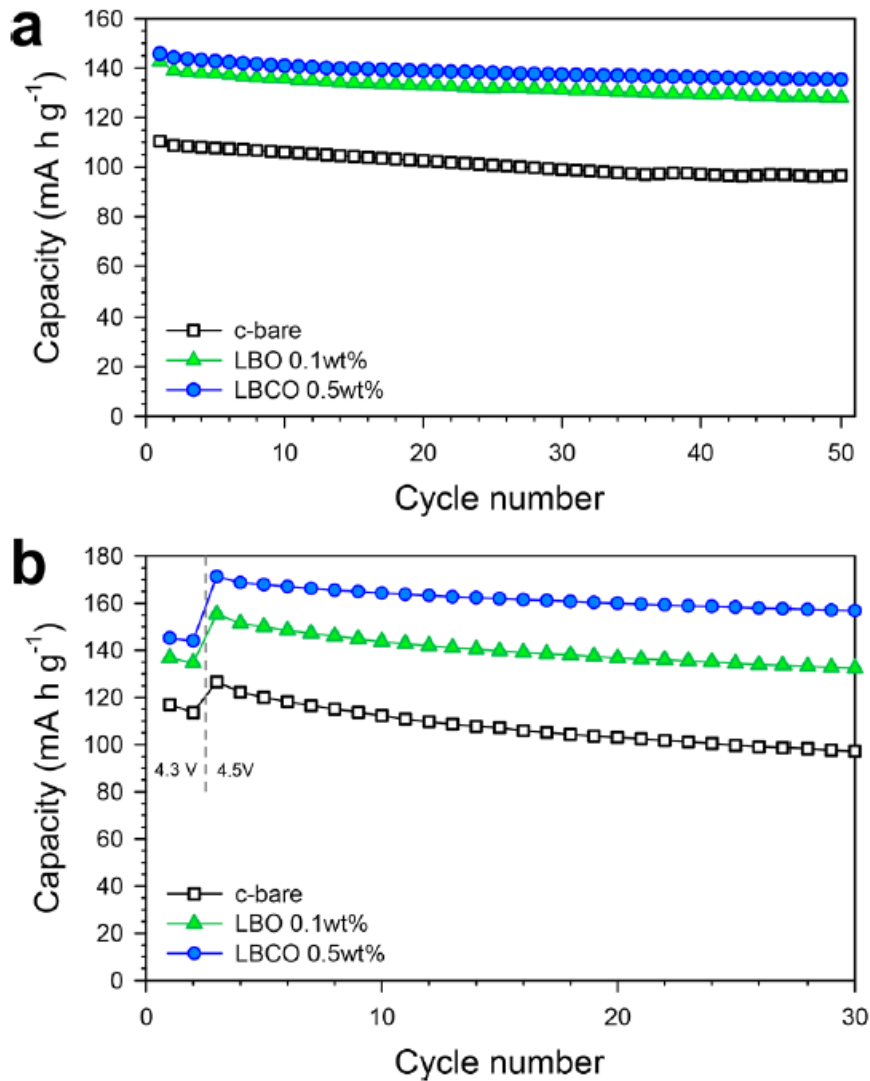 a
160
140
120
100
80
60
40
20
0
Capacity (mA h g⁻¹)
c-bare
LBO 0.1wt%
LBCO 0.5wt%
0 10 20 30 40 50
Cycle number
b
180
160
140
120
100
80
60
40
20
0
Capacity (mA h g⁻¹)
4.3 V 4.5V
c-bare
LBO 0.1wt%
LBCO 0.5wt%
0 10 20 30
Cycle number